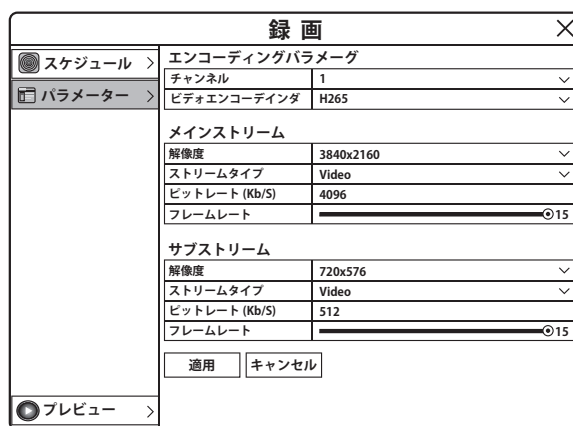 録 画
スケジュール
パラメーター
エンコーディングパラメーグ
チャンネル 1
ビデォエンコーデインダ H265
メインストリーム
解像度 3840x2160
ストリームタイプ Video
ピットレート (Kb/S) 4096
フレームレート 15
サブストリーム
解像度 720x576
ストリームタイプ Video
ピットレート (Kb/S) 512
フレームレート 15
適用 キャンセル
プレビュー